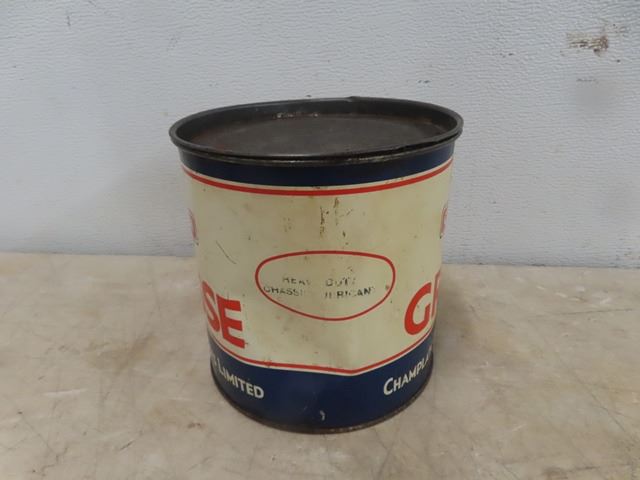 HEAVY DUTY
CHASSIS LUBRICANT
SE GR
LIMITED CHAMPLA